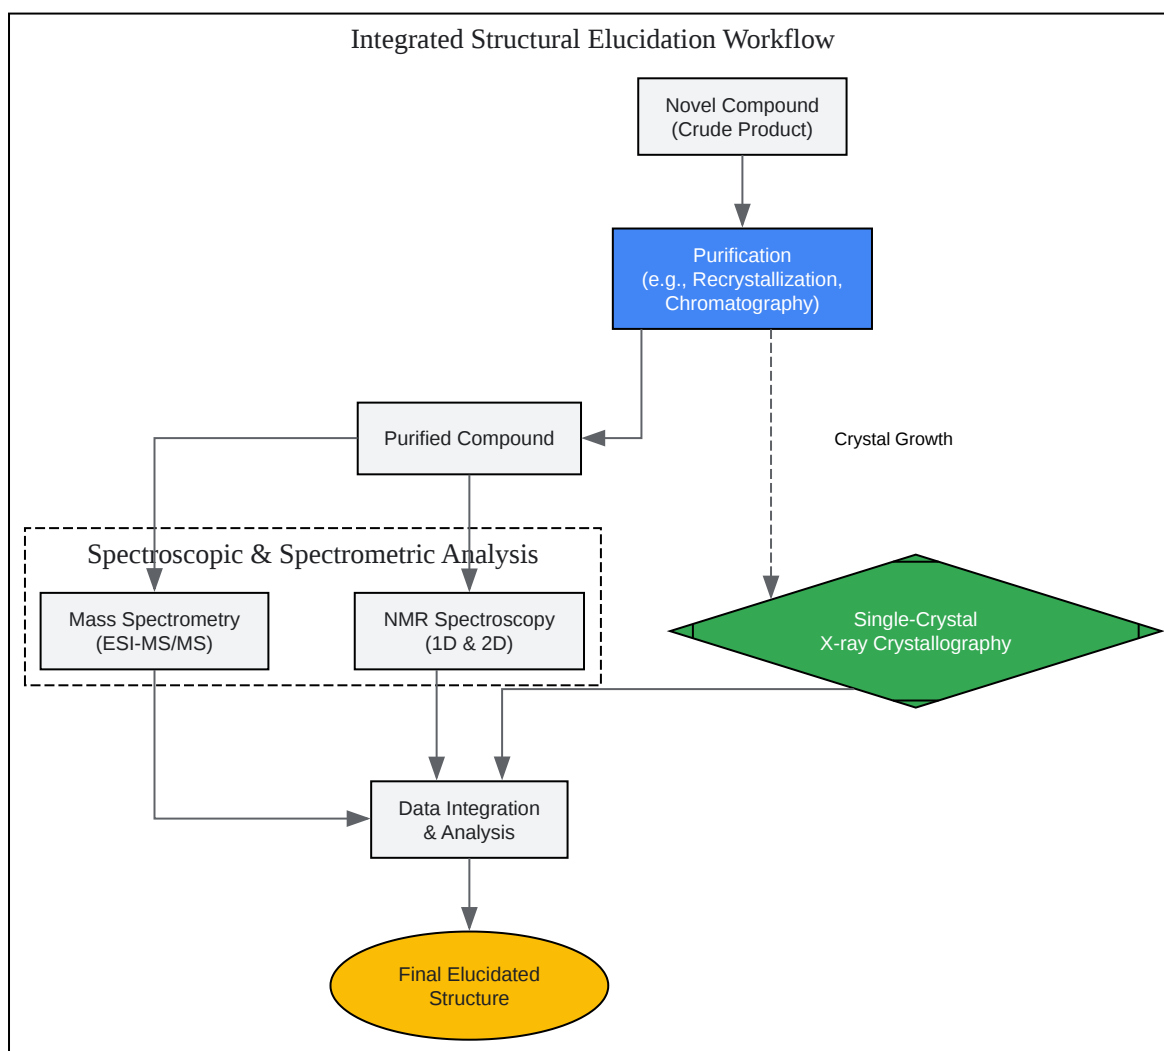 Integrated Structural Elucidation Workflow
Novel Compound
(Crude Product)
Purification
(e.g., Recrystallization,
Chromatography)
Purified Compound
Crystal Growth
Spectroscopic & Spectrometric Analysis
Mass Spectrometry
(ESI-MS/MS)
NMR Spectroscopy
(1D & 2D)
Single-Crystal
X-ray Crystallography
Data Integration
& Analysis
Final Elucidated
Structure